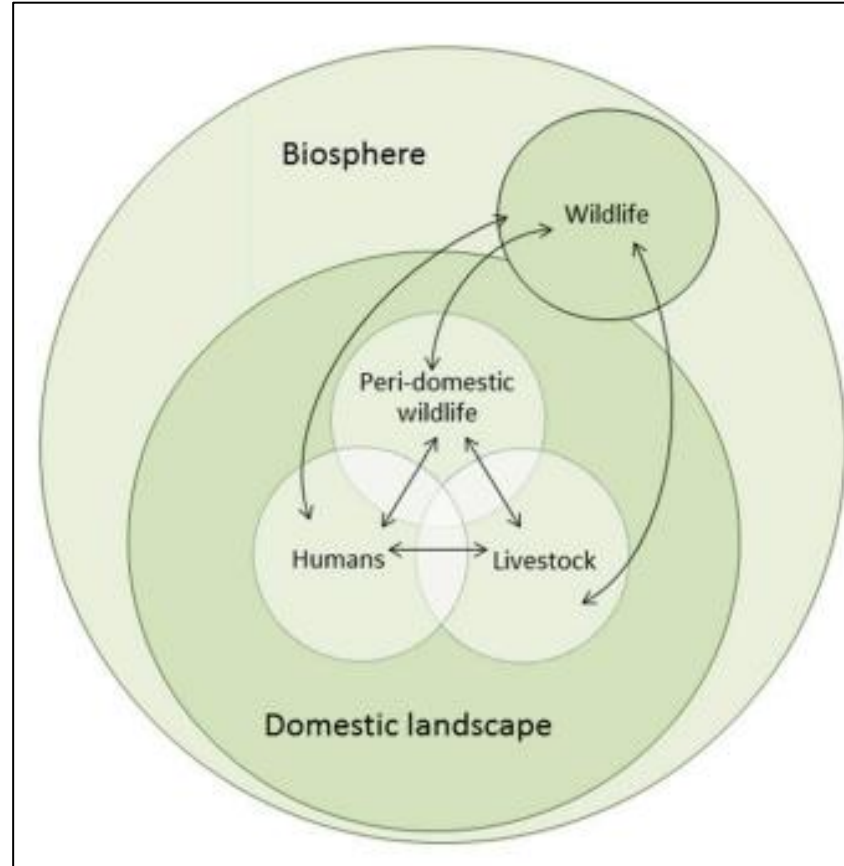 Biosphere
Wildlife
Peri-domestic
wildlife
Humans
Livestock
Domestic landscape